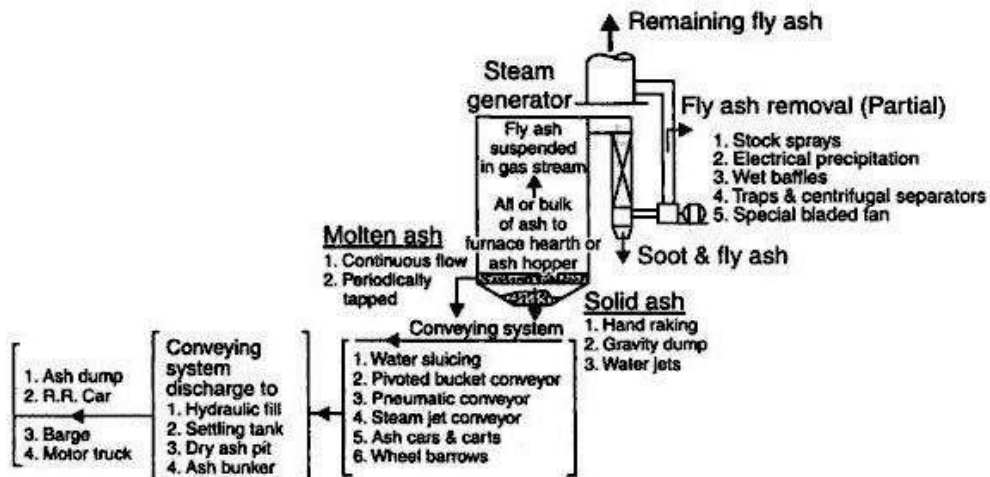 Remaining fly ash
Steam
generator
Fly ash removal (Partial)
1. Stock sprays
2. Electrical precipitation
3. Wet baffles
4. Traps & centrifugal separators
5. Special bladed fan
Fly ash
suspended
in gas stream
All or bulk
of ash to
furnace hearth or
ash hopper
Soot & fly ash
Molten ash
1. Continuous flow
2. Periodically
tapped
Solid ash
1. Hand raking
2. Gravity dump
3. Water jets
Conveying system
1. Water sluicing
2. Pivoted bucket conveyor
3. Pneumatic conveyor
4. Steam jet conveyor
5. Ash cars & carts
6. Wheel barrows
Conveying
system
discharge to
1. Hydraulic fill
2. Settling tank
3. Dry ash pit
4. Ash bunker
1. Ash dump
2. R.R. Car
3. Barge
4. Motor truck